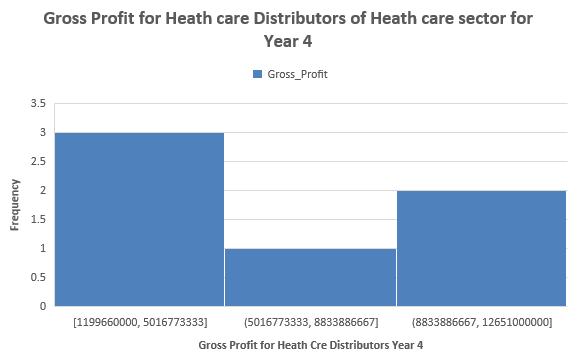 Gross Profit for Heath care Distributors of Heath care sector for
Year 4
Gross_Profit
3.5
3
2.5
2
1.5
1
0.5
0
Frequency
[1199660000, 5016773333]
(5016773333, 8833886667]
(8833886667, 12651000000]
Gross Profit for Heath Cre Distributors Year 4